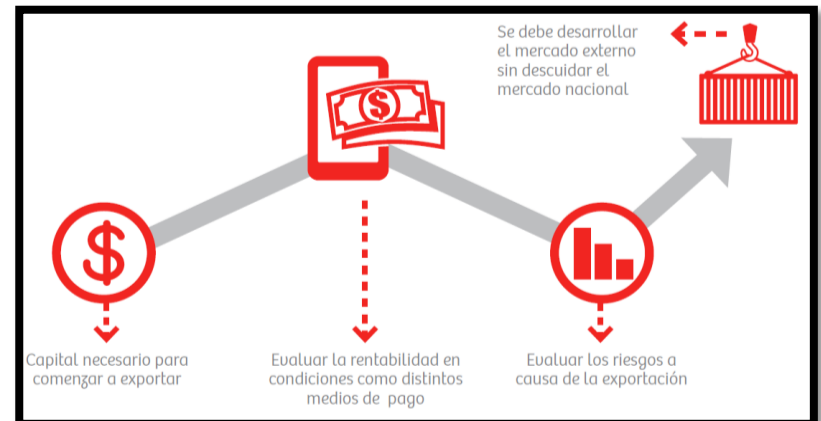 Se debe desarrollar
el mercado externo
sin descuidar el
mercado nacional
$
$
Capital necesario para
comenzar a exportar
Evaluar la rentabilidad en
condiciones como distintos
medios de pago
Evaluar los riesgos a
causa de la exportación